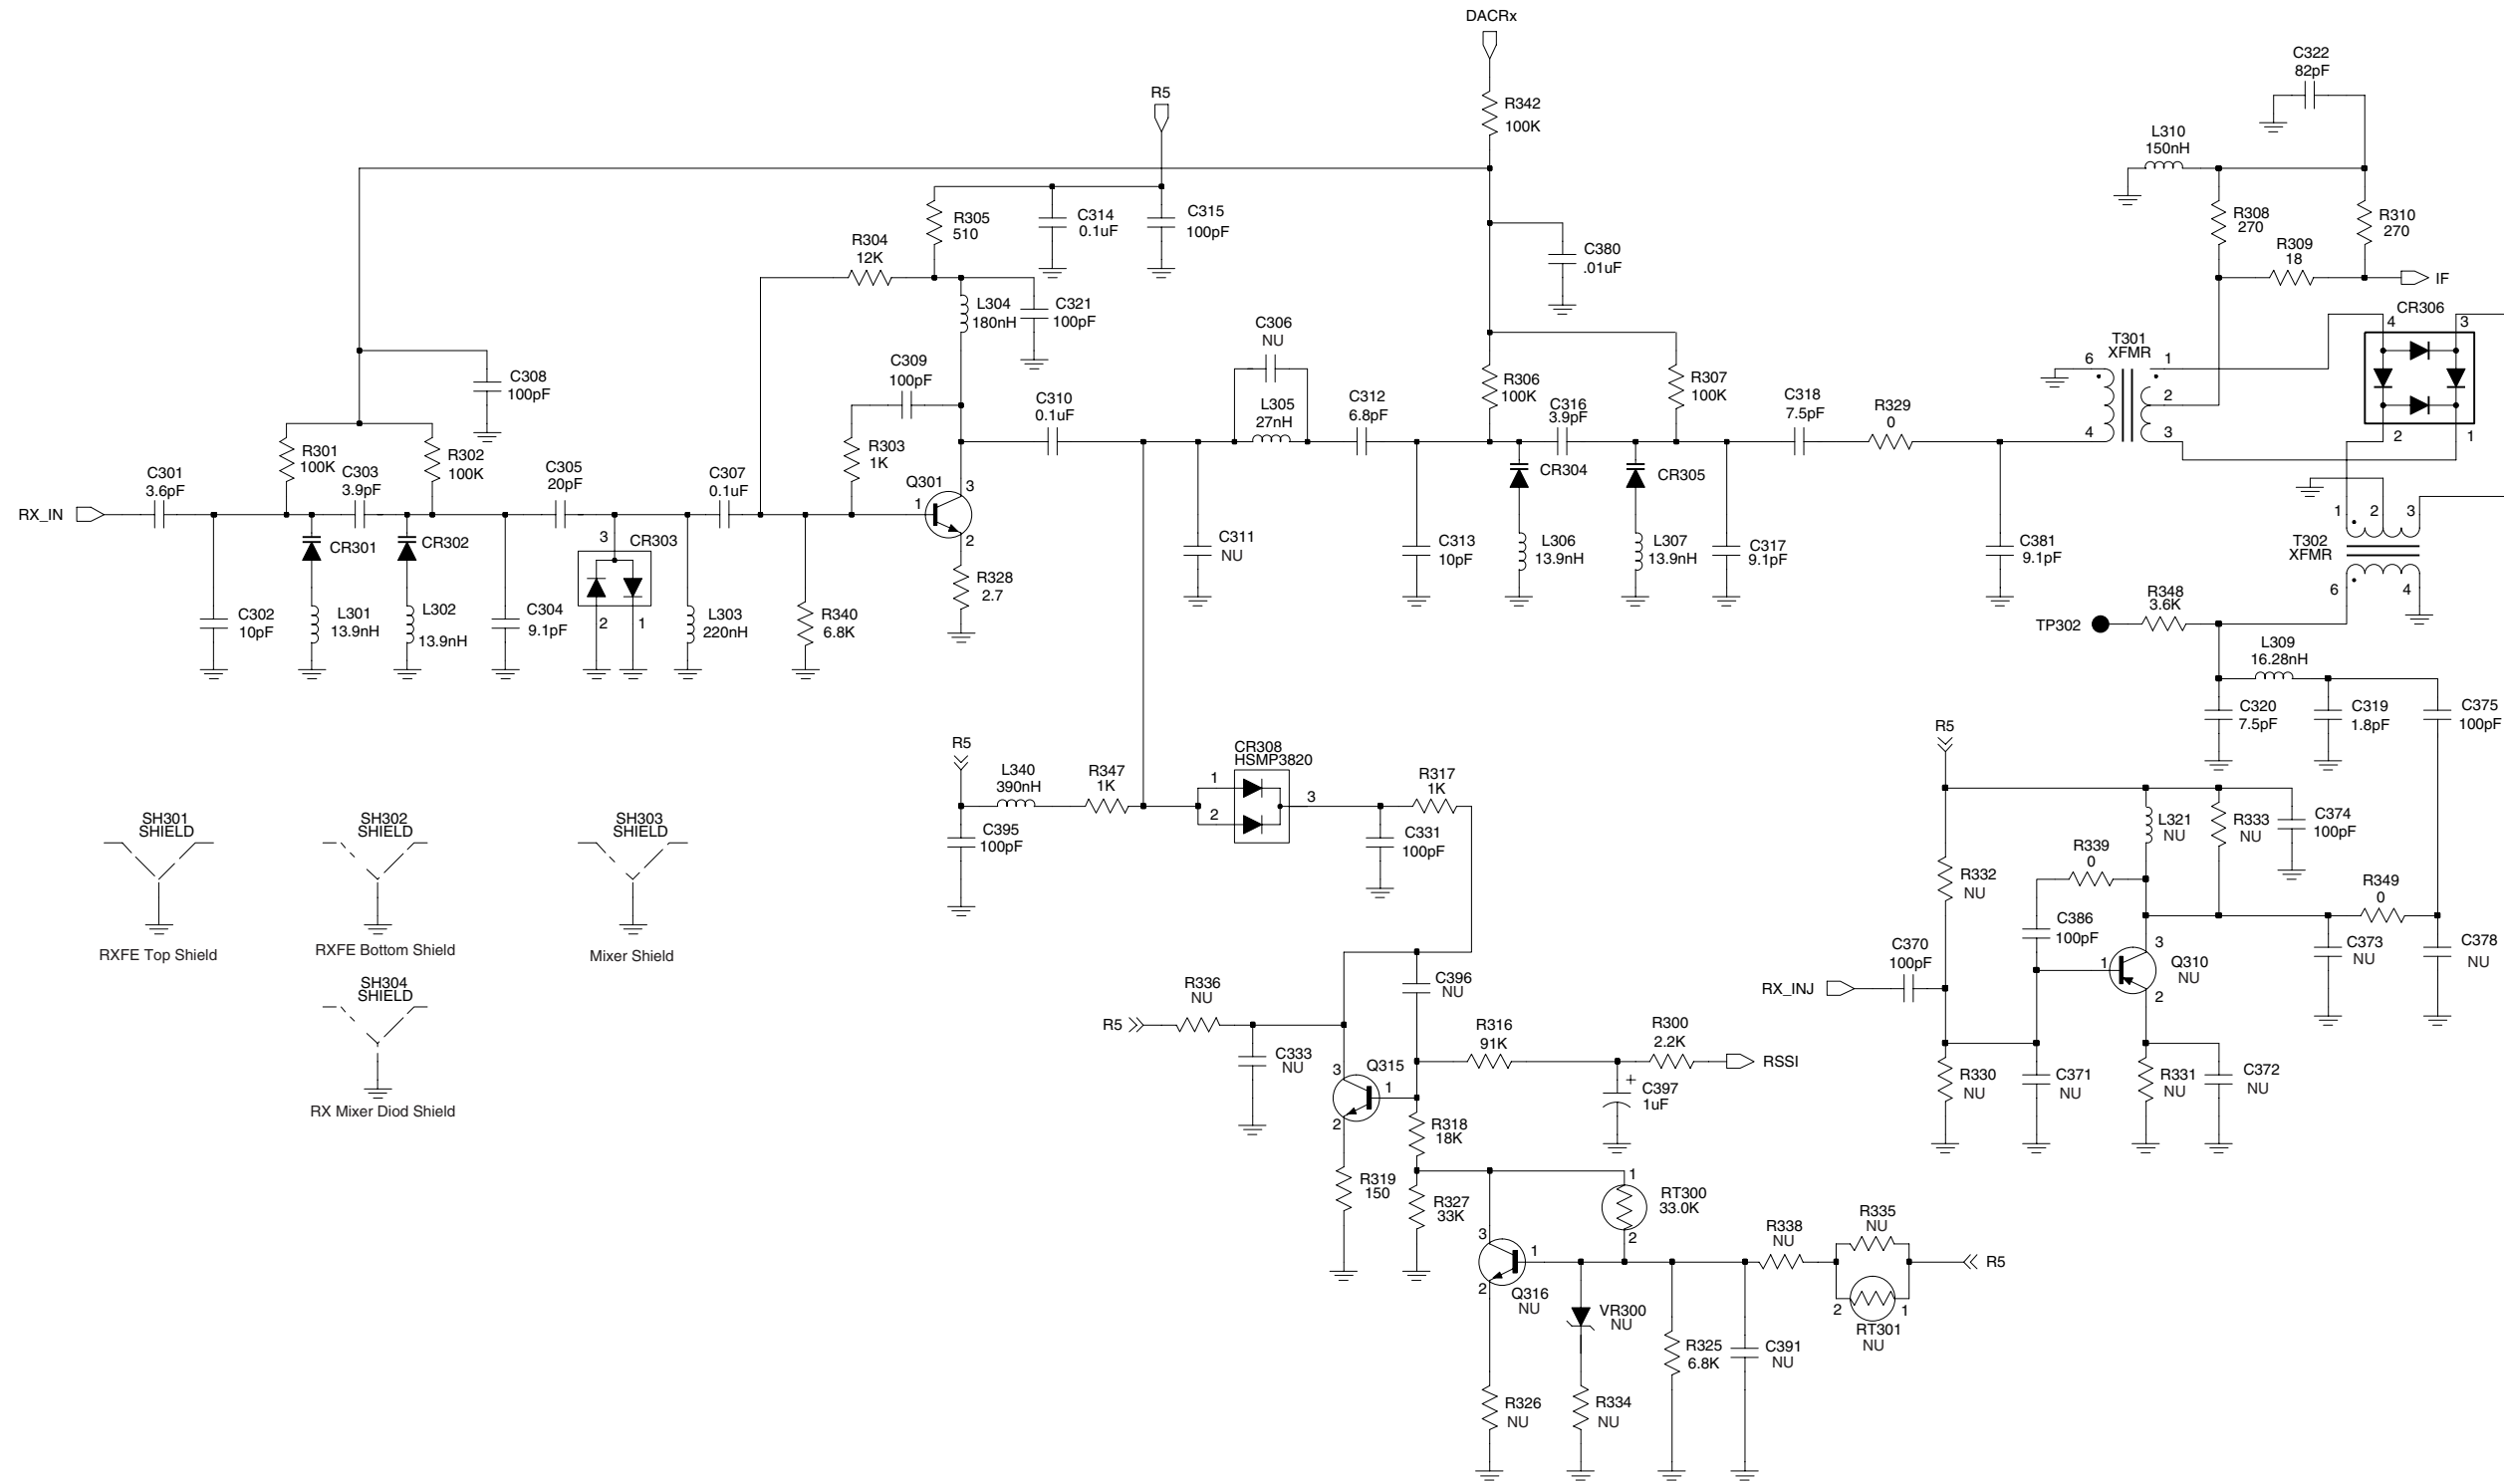 DACRx
C322
82pF
R5
R342
100K
L310
150nH
R305
510
C314
0.1uF
C315
100pF
R308
270
R310
270
R304
12K
C380
.01uF
R309
18
IF
L304
180nH
C321
100pF
CR306
4
3
2
1
C306
NU
T301
XFMR
6
1
2
4
3
C308
100pF
C309
100pF
R306
100K
R307
100K
C310
0.1uF
L305
27nH
C312
6.8pF
C316
3.9pF
C318
7.5pF
R329
0
R301
100K
R302
100K
R303
1K
C301
3.6pF
C303
3.9pF
C305
20pF
C307
0.1uF
Q301
1
3
2
CR304
CR305
RX_IN
CR301
CR302
3
CR303
2
1
C311
NU
C313
10pF
L306
13.9nH
L307
13.9nH
C317
9.1pF
C381
9.1pF
1
2
3
T302
XFMR
6
4
R328
2.7
C302
10pF
L301
13.9nH
L302
13.9nH
C304
9.1pF
L303
220nH
R340
6.8K
R348
3.6K
TP302
L309
16.28nH
C320
7.5pF
C319
1.8pF
C375
100pF
R5
L340
390nH
R347
1K
CR308
HSMP3820
1
2
3
R317
1K
R5
C395
100pF
C331
100pF
L321
NU
R333
NU
C374
100pF
SH301
SHIELD
SH302
SHIELD
SH303
SHIELD
R339
0
R332
NU
R349
0
RXFE Top Shield
RXFE Bottom Shield
Mixer Shield
C386
100pF
C370
100pF
3
1
Q310
NU
2
C373
NU
C378
NU
SH304
SHIELD
R336
NU
C396
NU
RX_INJ
R5
RX Mixer Diod Shield
C333
NU
R316
91K
R300
2.2K
RSSI
3
Q315
1
2
C397
1uF
+
R330
NU
C371
NU
R331
NU
C372
NU
R318
18K
R319
150
R327
33K
1
RT300
33.0K
2
R338
NU
R335
NU
R5
3
1
2
Q316
NU
VR300
NU
2
1
RT301
NU
R325
6.8K
C391
NU
R326
NU
R334
NU